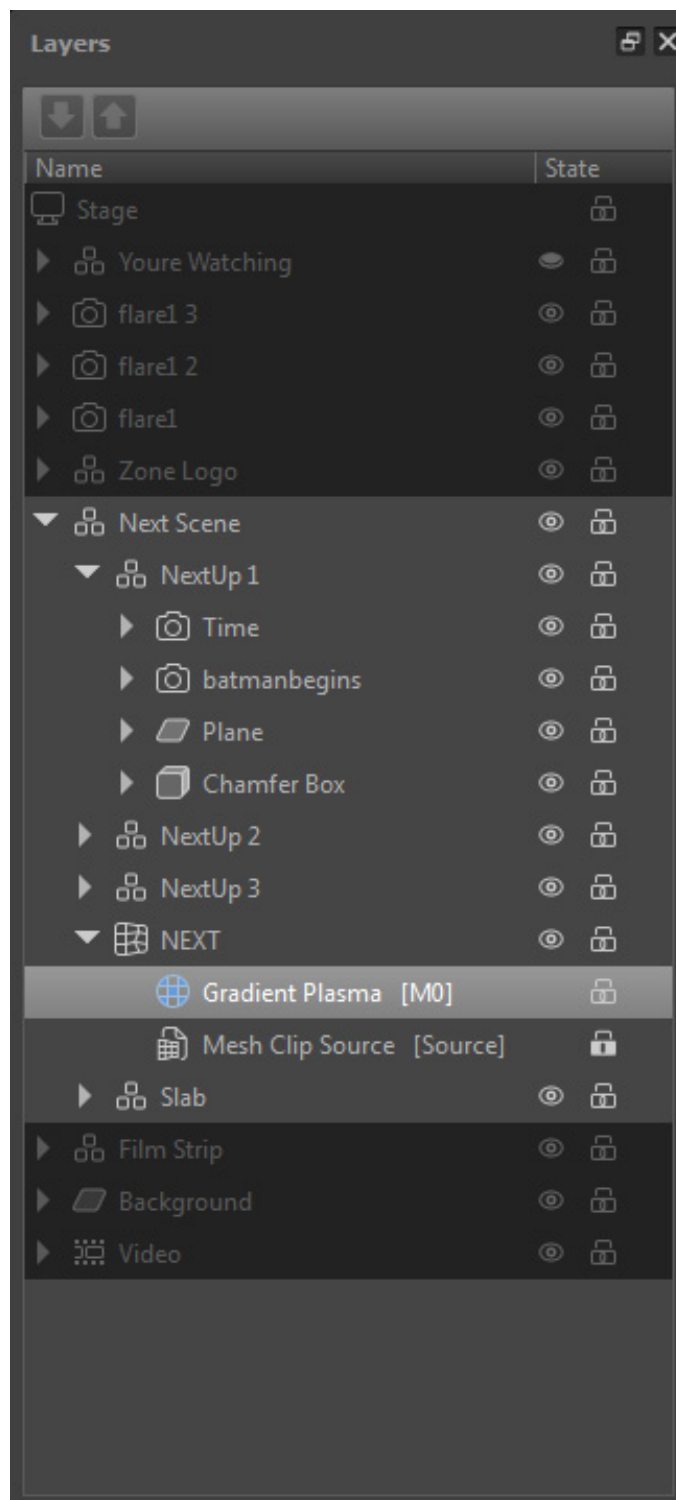 Layers
Name State
Stage
Youre Watching
flare1 3
flare1 2
flare1
Zone Logo
Next Scene
NextUp 1
Time
batmanbegins
Plane
Chamfer Box
NextUp 2
NextUp 3
NEXT
Gradient Plasma [M0]
Mesh Clip Source [Source]
Slab
Film Strip
Background
Video